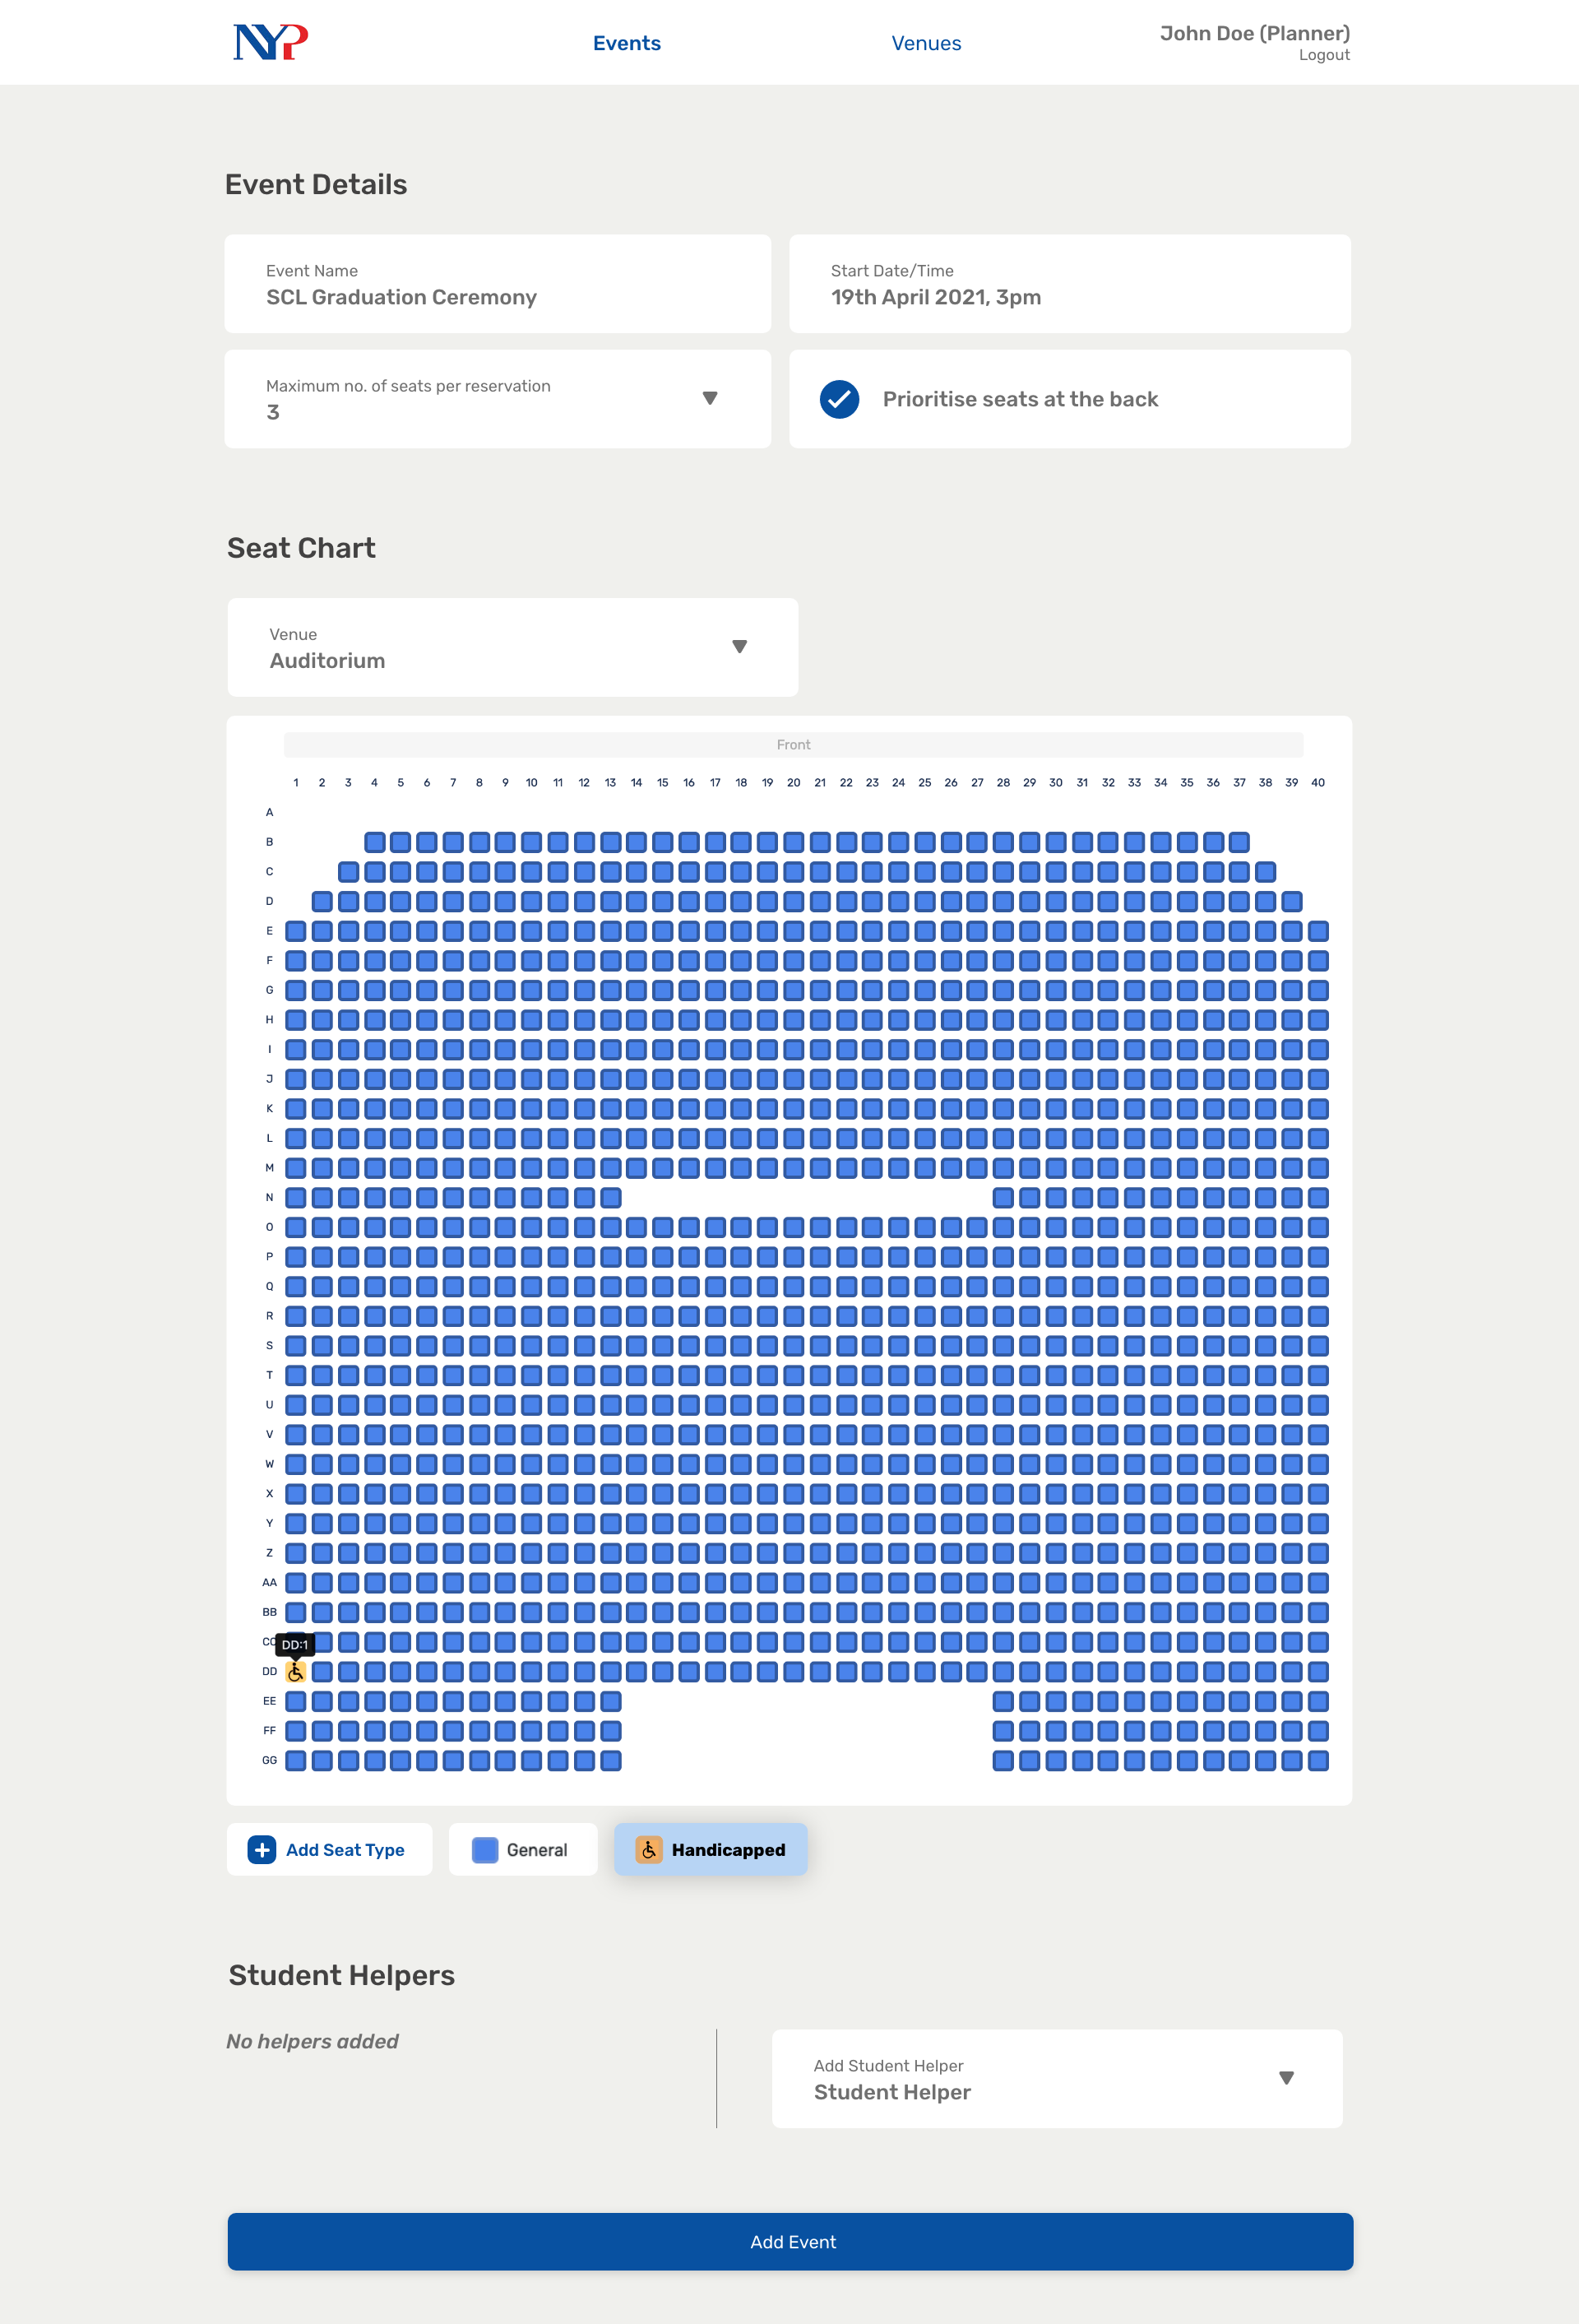 NYP
Events
Venues
John Doe (Planner)
Logout
Event Details
Event Name
SCL Graduation Ceremony
Start Date/Time
19th April 2021, 3pm
Maximum no. of seats per reservation
3
Prioritise seats at the back
Seat Chart
Venue
Auditorium
Front
1 2 3 4 5 6 7 8 9 10 11 12 13 14 15 16 17 18 19 20 21 22 23 24 25 26 27 28 29 30 31 32 33 34 35 36 37 38 39 40
A
B
C
D
E
F
G
H
I
J
K
L
M
N
O
P
Q
R
S
T
U
V
W
X
Y
Z
AA
BB
CC
DD:1
DD
EE
FF
GG
Add Seat Type
General
Handicapped
Student Helpers
No helpers added
Add Student Helper
Student Helper
Add Event